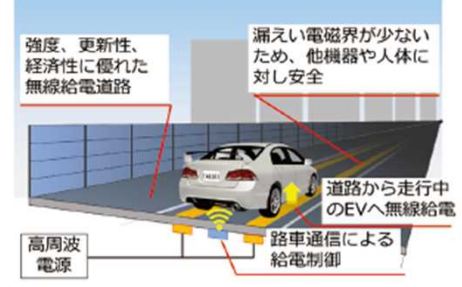 強度、更新性、
経済性に優れた
無線給電道路
漏えい電磁界が少ない
ため、他機器や人体に
対し安全
道路から走行中
のEVへ無線給電
路車通信による
給電制御
高周波
電源